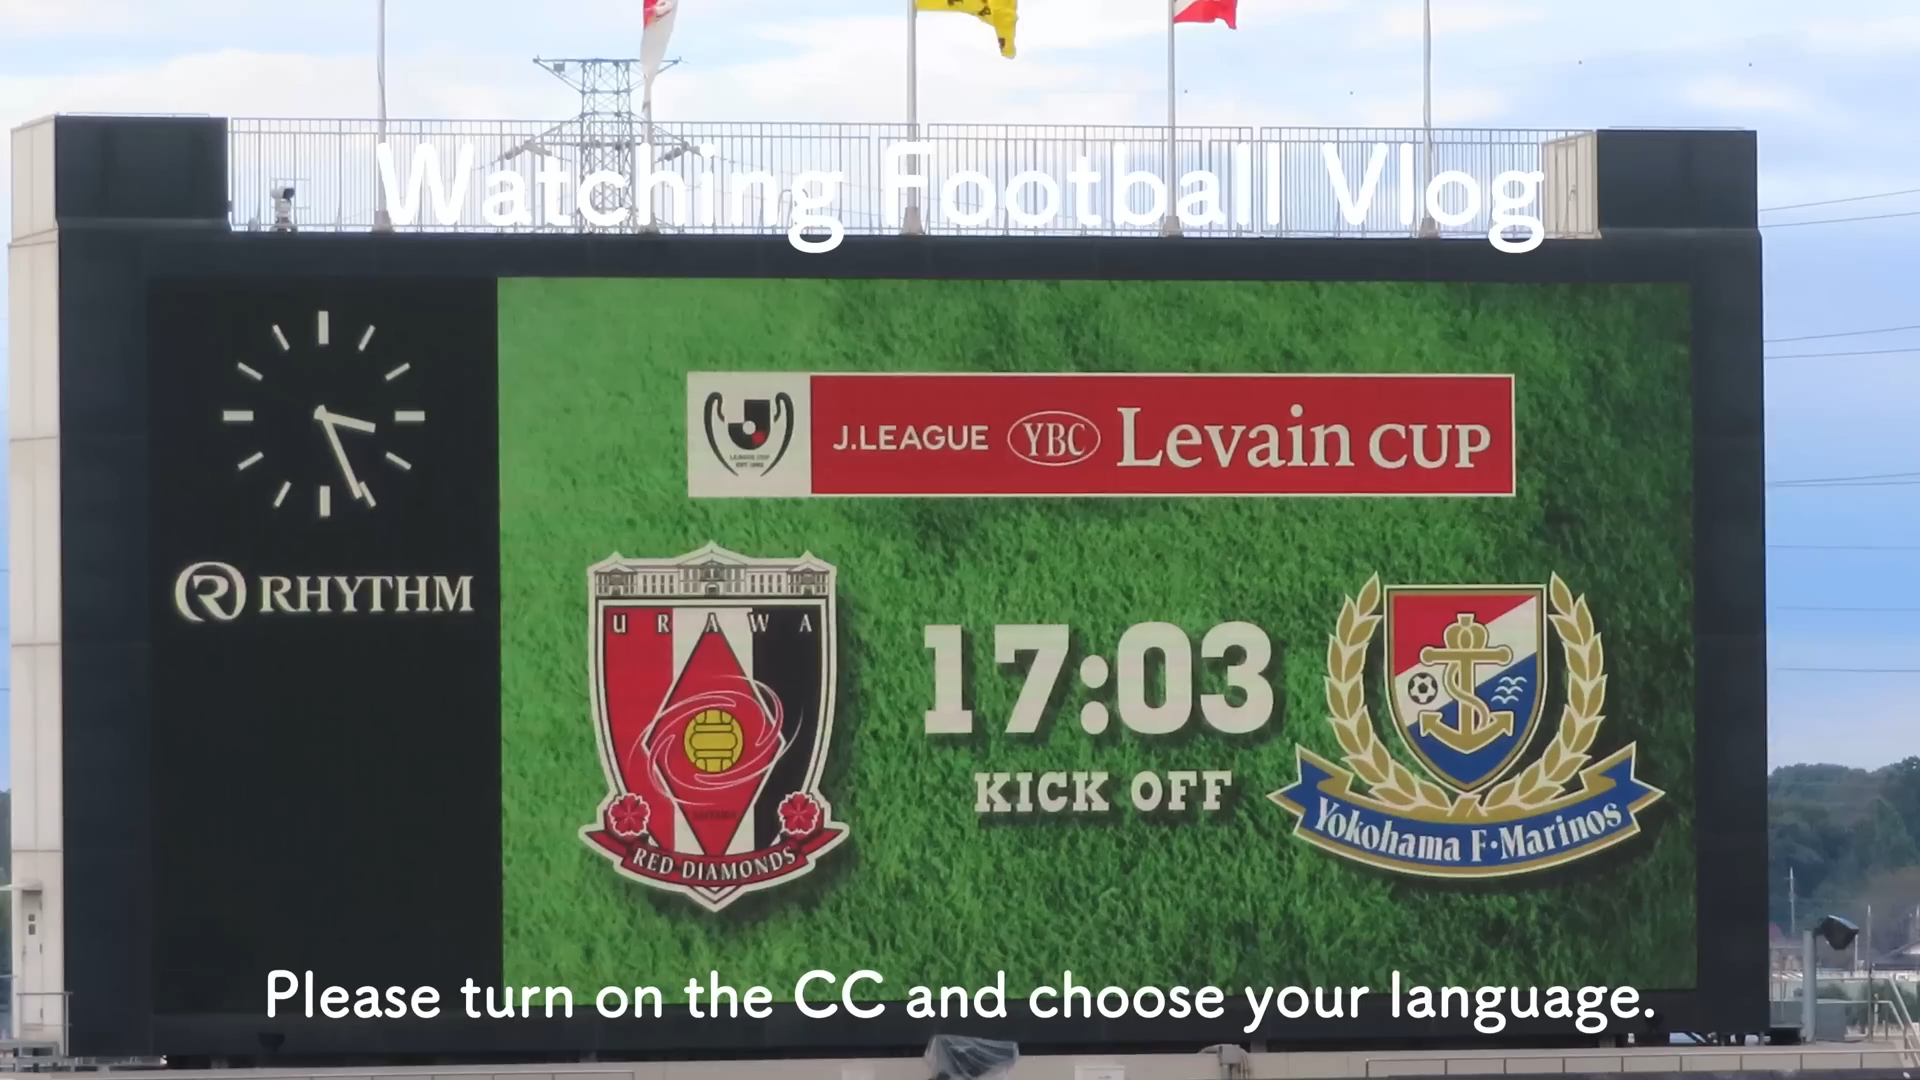 Watching Football Vlog
J.LEAGUE YBC Levain CUP
RHYTHM
URAWA
RED DIAMONDS
17:03
KICK OFF
Yokohama F·Marinos
Please turn on the CC and choose your language.